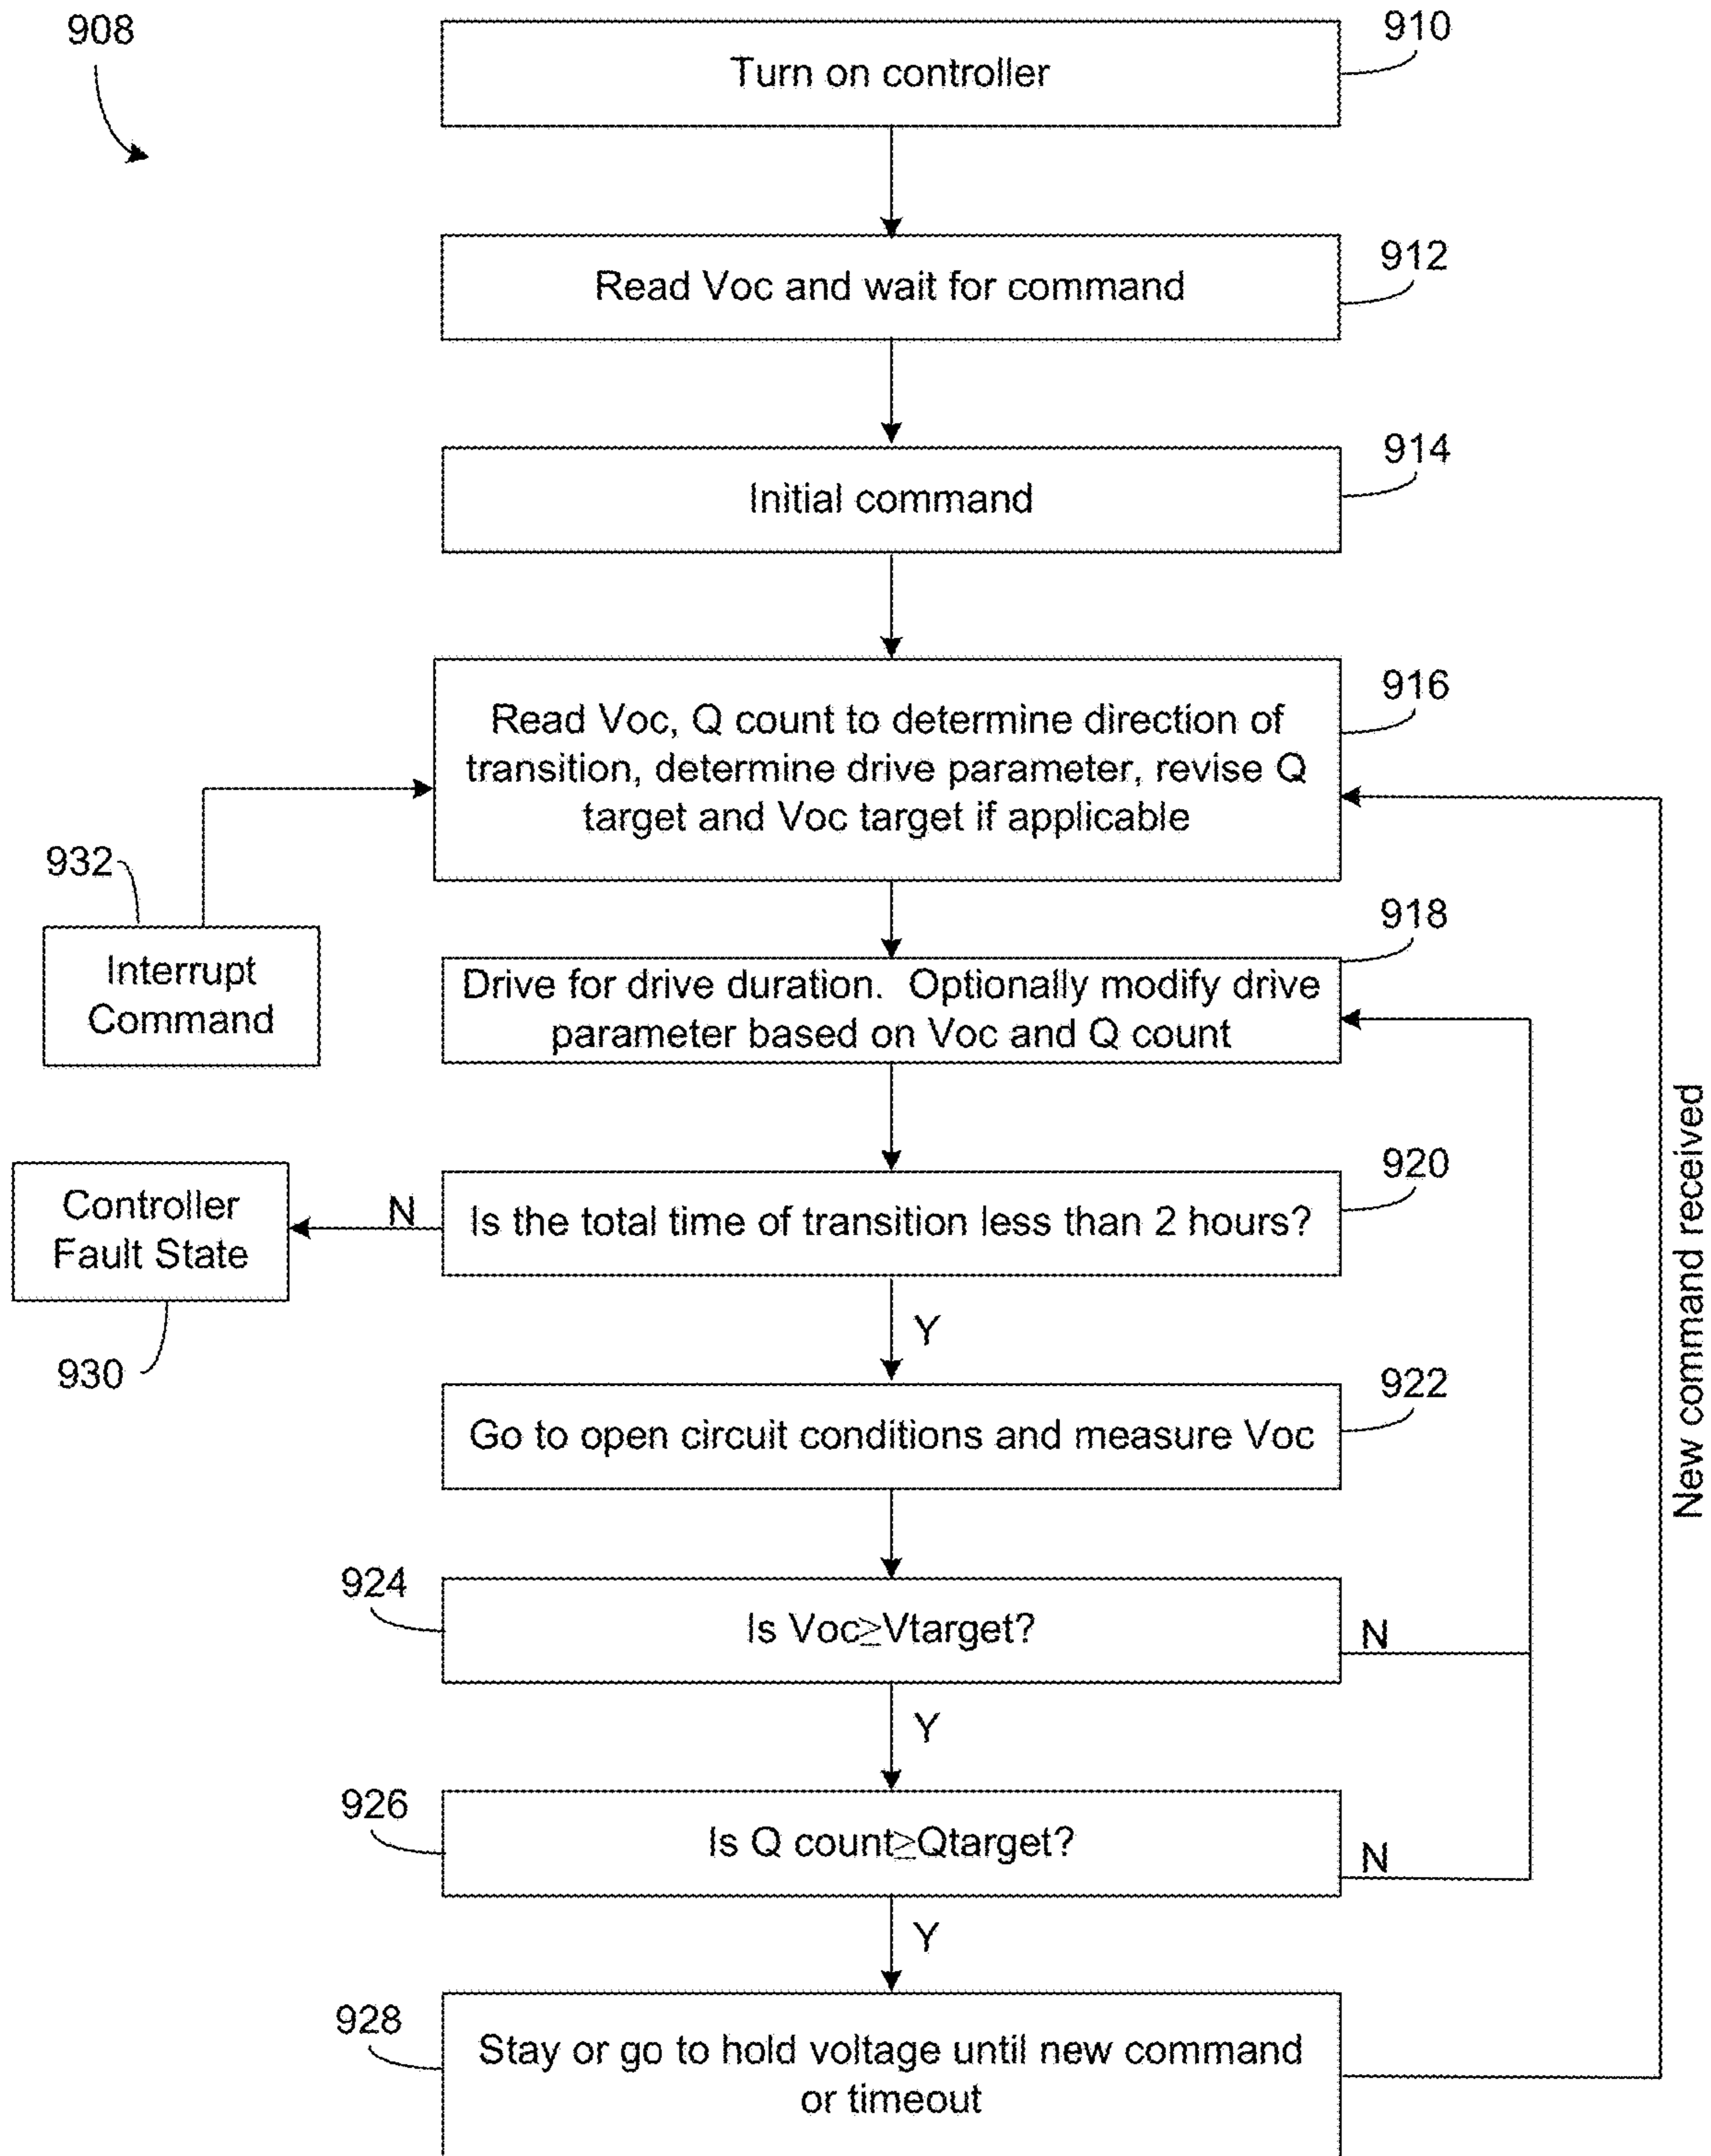 908
910
Turn on controller
912
Read Voc and wait for command
914
Initial command
916
Read Voc, Q count to determine direction of
transition, determine drive parameter, revise Q
target and Voc target if applicable
932
Interrupt
Command
918
Drive for drive duration. Optionally modify drive
parameter based on Voc and Q count
920
Is the total time of transition less than 2 hours?
N
Controller
Fault State
930
Y
922
Go to open circuit conditions and measure Voc
924
Is Voc≥Vtarget?
N
Y
926
Is Q count≥Qtarget?
N
Y
928
Stay or go to hold voltage until new command
or timeout
New command received